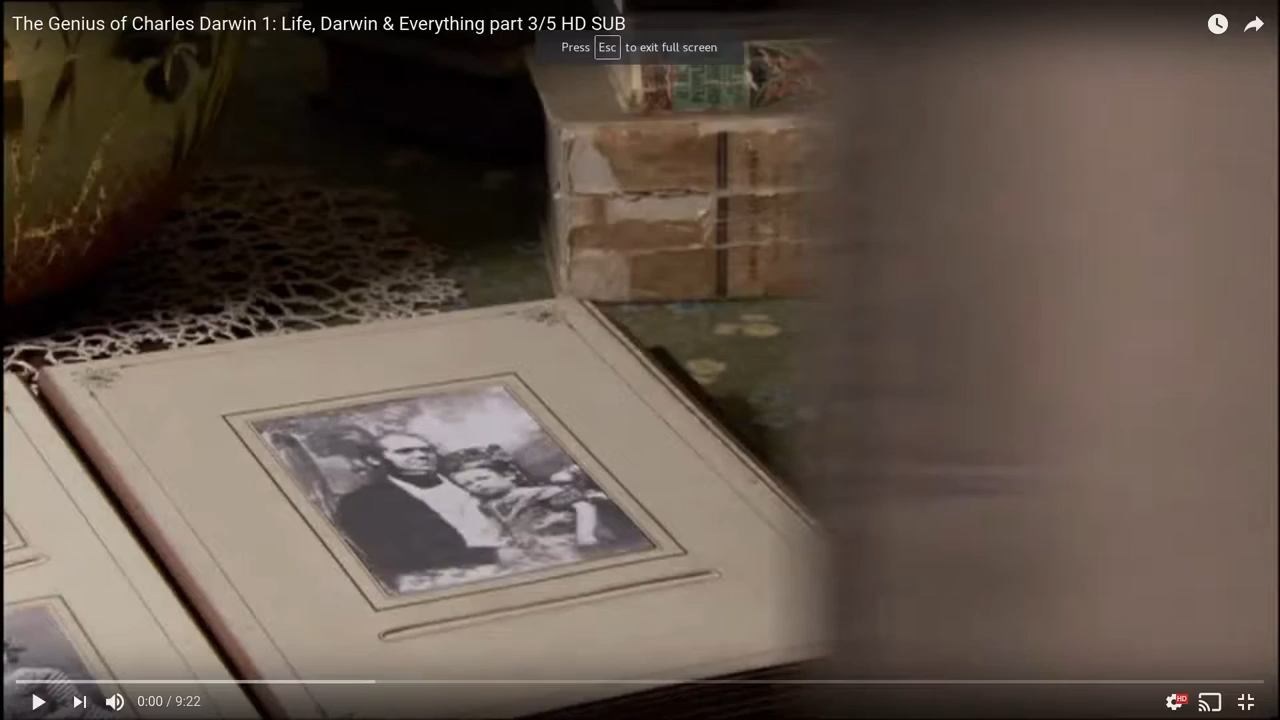 The Genius of Charles Darwin 1: Life, Darwin & Everything part 3/5 HD SUB
Press Esc to exit full screen
0:00 / 9:22
HD